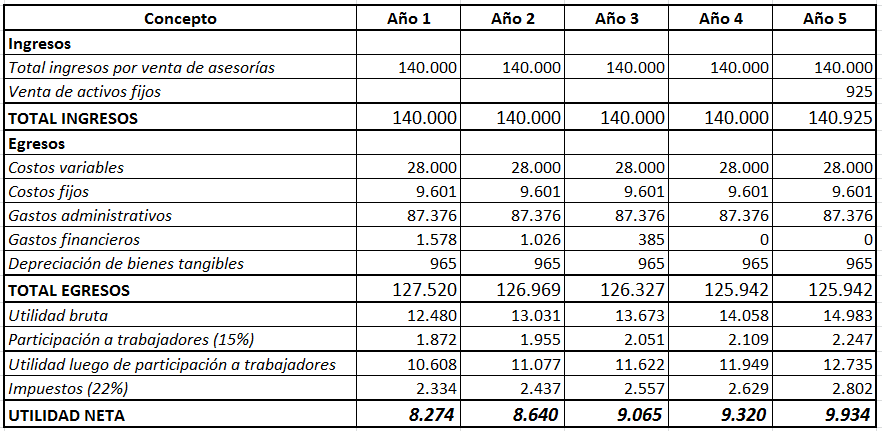 Concepto Año 1 Año 2 Año 3 Año 4 Año 5
Ingresos
Total ingresos por venta de asesorías 140.000 140.000 140.000 140.000 140.000
Venta de activos fijos 925
TOTAL INGRESOS 140.000 140.000 140.000 140.000 140.925
Egresos
Costos variables 28.000 28.000 28.000 28.000 28.000
Costos fijos 9.601 9.601 9.601 9.601 9.601
Gastos administrativos 87.376 87.376 87.376 87.376 87.376
Gastos financieros 1.578 1.026 385 0 0
Depreciación de bienes tangibles 965 965 965 965 965
TOTAL EGRESOS 127.520 126.969 126.327 125.942 125.942
Utilidad bruta 12.480 13.031 13.673 14.058 14.983
Participación a trabajadores (15%) 1.872 1.955 2.051 2.109 2.247
Utilidad luego de participación a trabajadores 10.608 11.077 11.622 11.949 12.735
Impuestos (22%) 2.334 2.437 2.557 2.629 2.802
UTILIDAD NETA 8.274 8.640 9.065 9.320 9.934